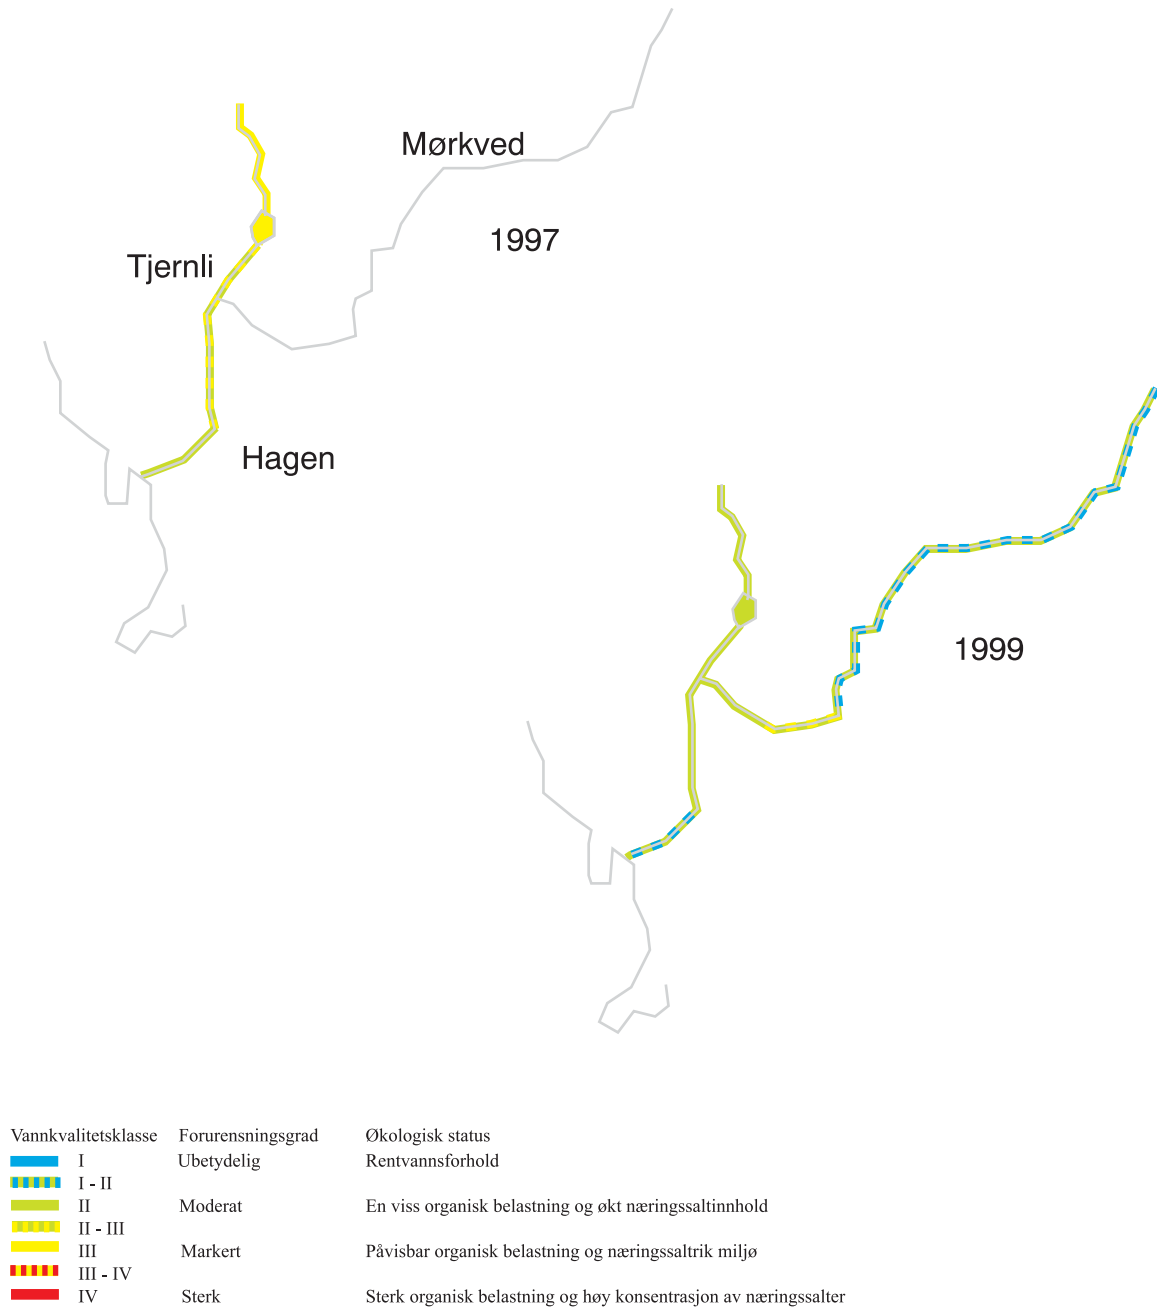 Mørkved
1997
Tjernli
Hagen
1999
Vannkvalitetsklasse Forurensningsgrad Økologisk status
I Ubetydelig Rentvannsforhold
I - II
II Moderat En viss organisk belastning og økt næringssaltinnhold
II - III
III Markert Påvisbar organisk belastning og næringssaltrik miljø
III - IV
IV Sterk Sterk organisk belastning og høy konsentrasjon av næringssalter